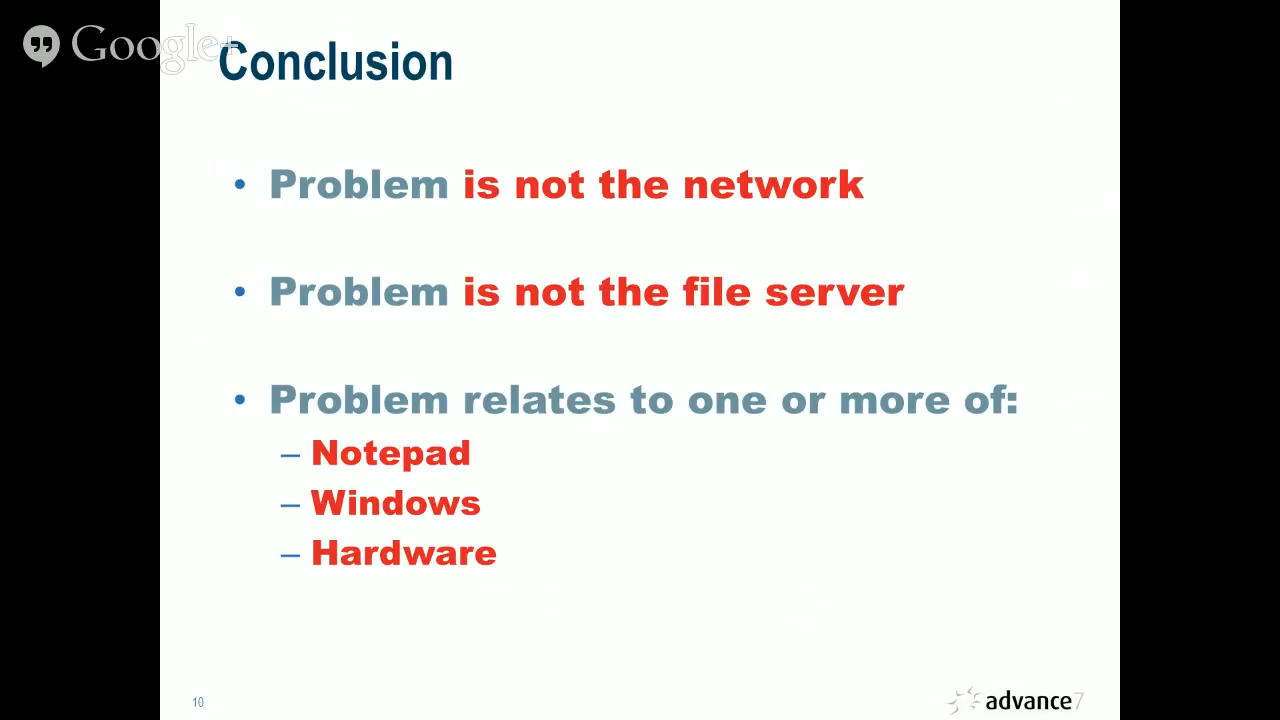 Google+
Conclusion
• Problem is not the network
• Problem is not the file server
• Problem relates to one or more of:
– Notepad
– Windows
– Hardware
10
advance7